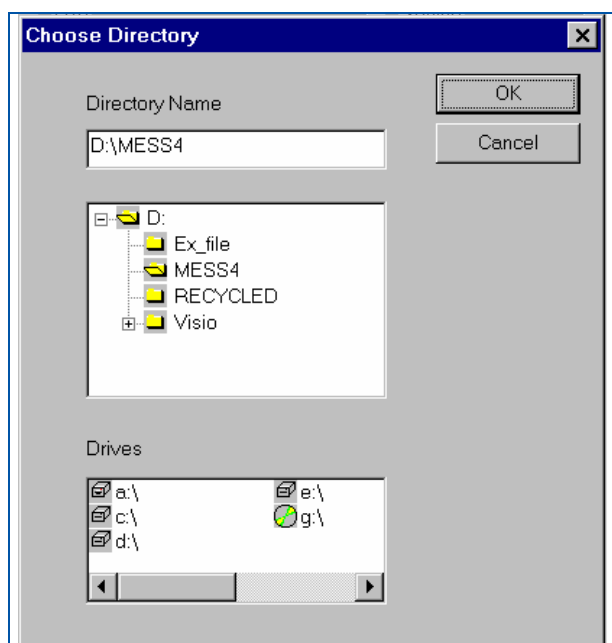 Choose Directory
Directory Name
OK
D:\MESS4
Cancel
D:
Ex_file
MESS4
RECYCLED
Visio
Drives
a:\ e:\
c:\ g:\
d:\